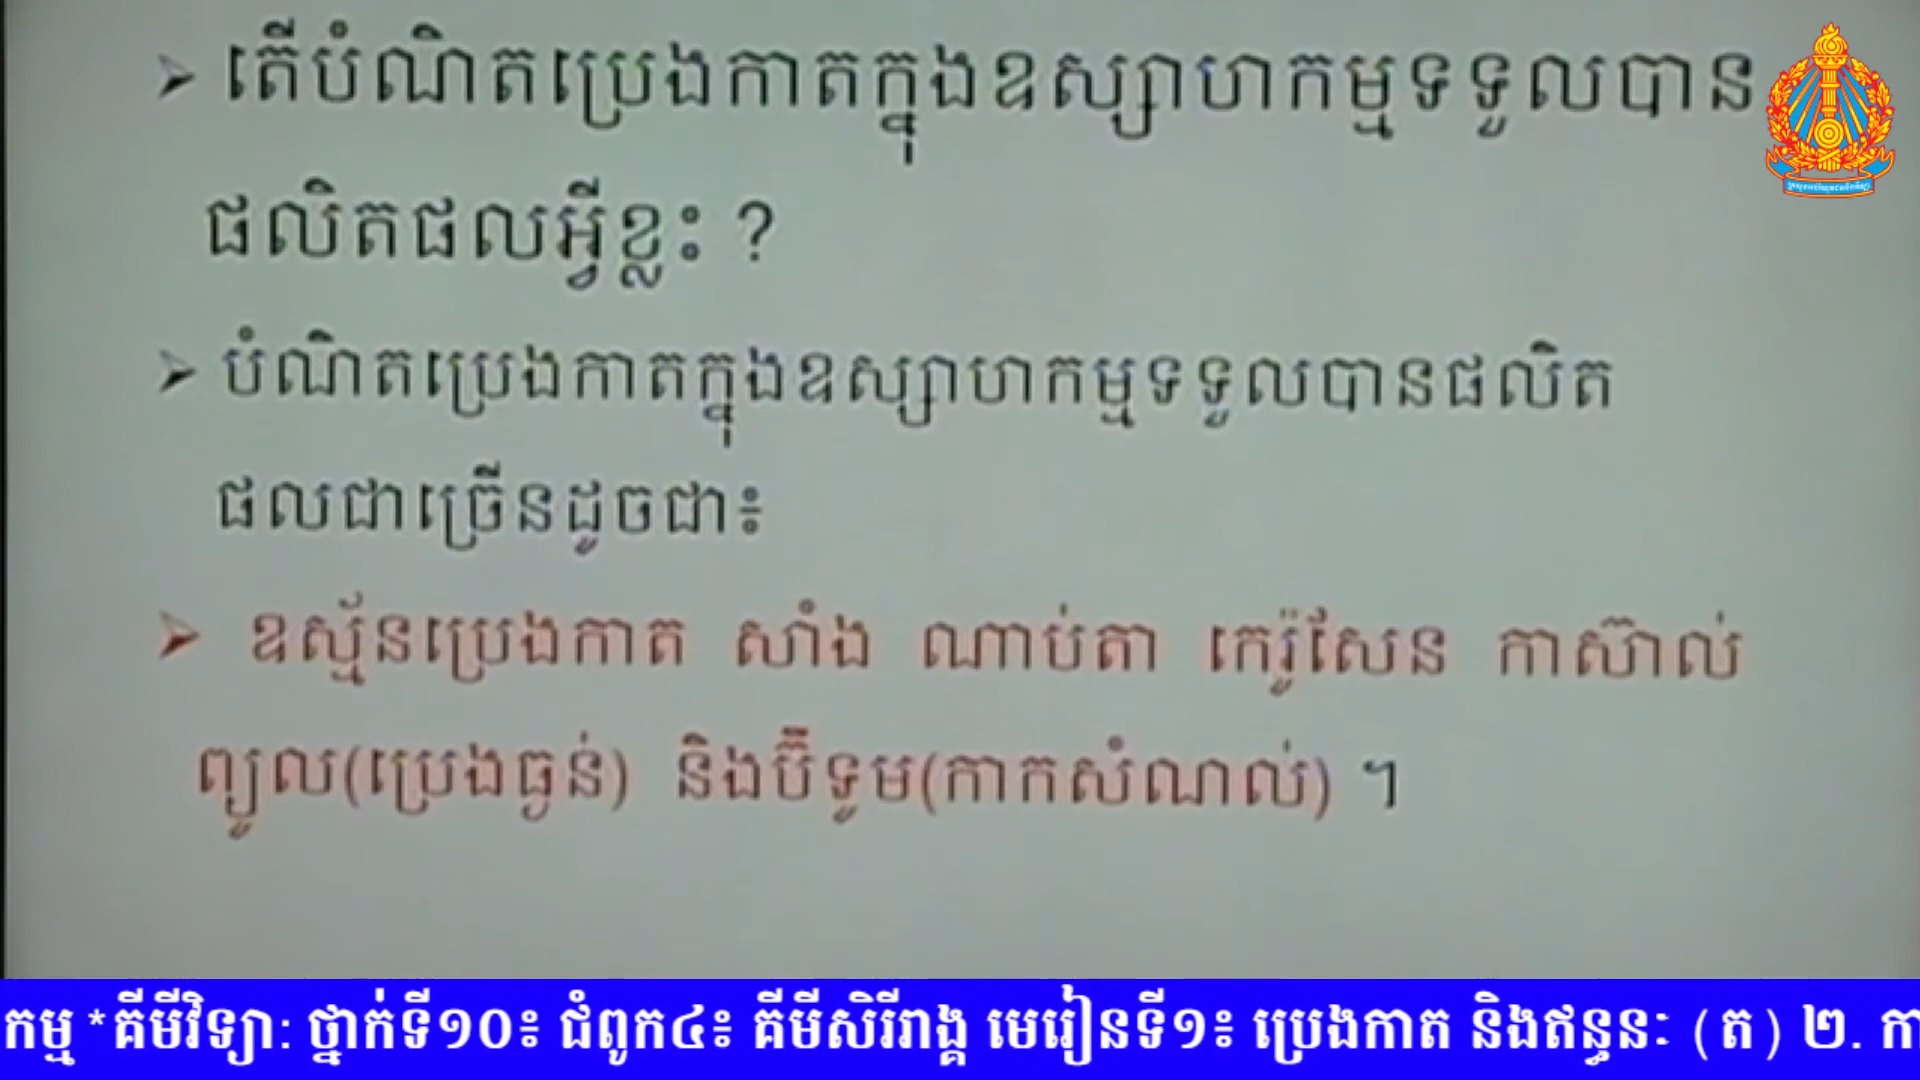 ➢ តើបំណិតប្រេងកាតក្នុងឧស្សាហកម្មទទួលបាន
ផលិតផលអ្វីខ្លះ ?
➢ បំណិតប្រេងកាតក្នុងឧស្សាហកម្មទទួលបានផលិត
ផលជាច្រើនដូចជា៖
➢ ឧស្ម័នប្រេងកាត សាំង ណាប់តា កេរ៉ូសែន កាស៊ាល់
ព្យួល(ប្រេងធ្ងន់) និងប៊ីទូម(កាកសំណល់) ។
កម្ម *គីមីវិទ្យា: ថ្នាក់ទី១០៖ ជំពូក៤៖ គីមីសរីរាង្គ មេរៀនទី១៖ ប្រេងកាត និងឥន្ធនៈ (ត) ២. កា